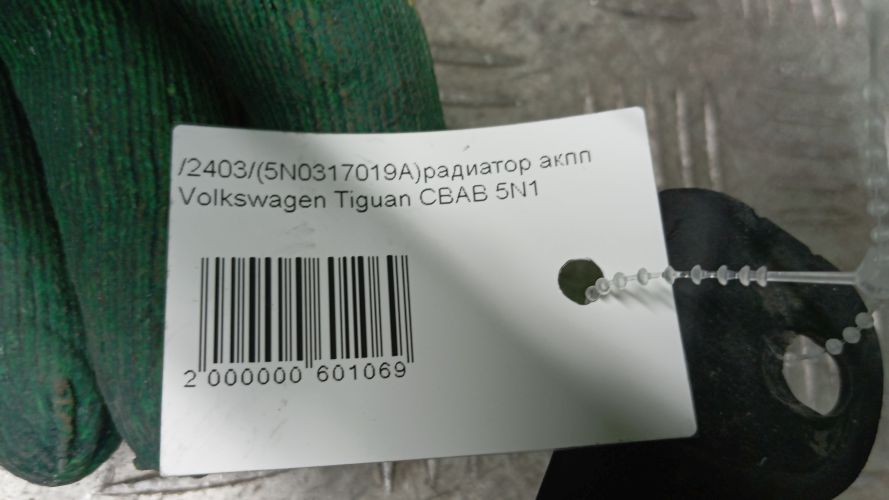 /2403/(5N0317019A)радиатор акпп
Volkswagen Tiguan CBAB 5N1
2 000000 601069